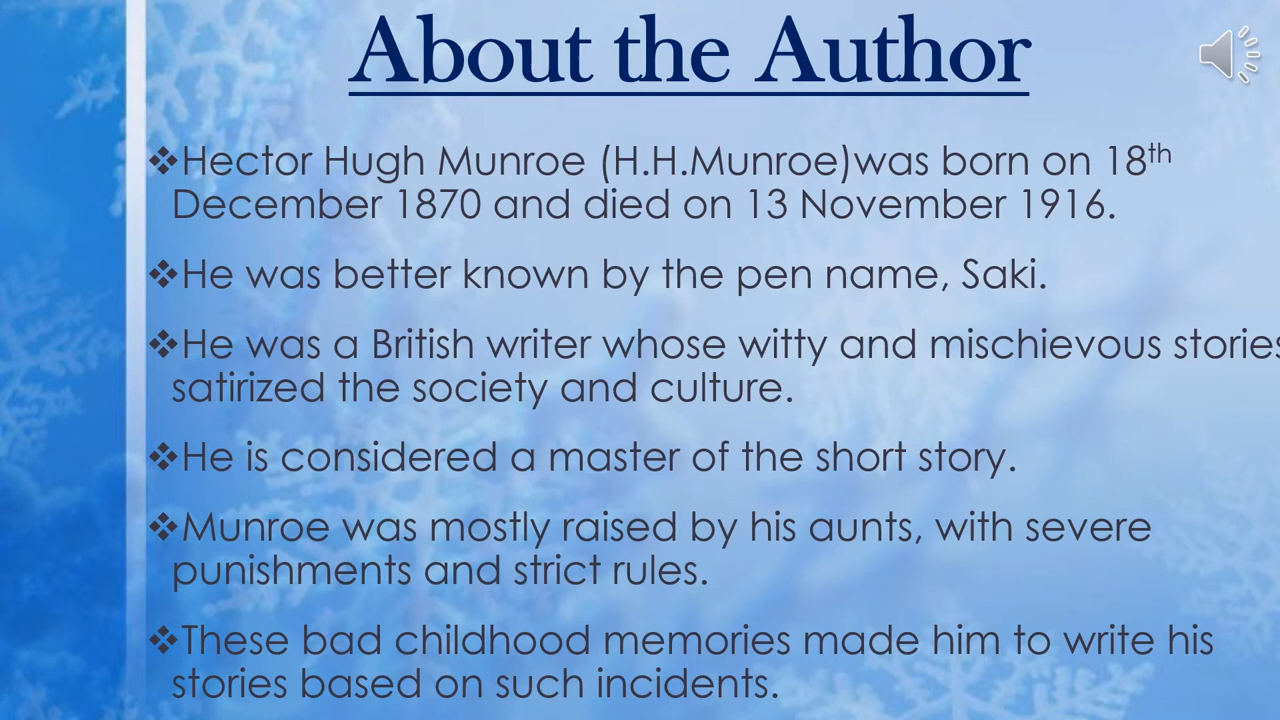 About the Author
❖Hector Hugh Munroe (H.H.Munroe)was born on 18th
December 1870 and died on 13 November 1916.
❖He was better known by the pen name, Saki.
❖He was a British writer whose witty and mischievous stories
satirized the society and culture.
❖He is considered a master of the short story.
❖Munroe was mostly raised by his aunts, with severe
punishments and strict rules.
❖These bad childhood memories made him to write his
stories based on such incidents.